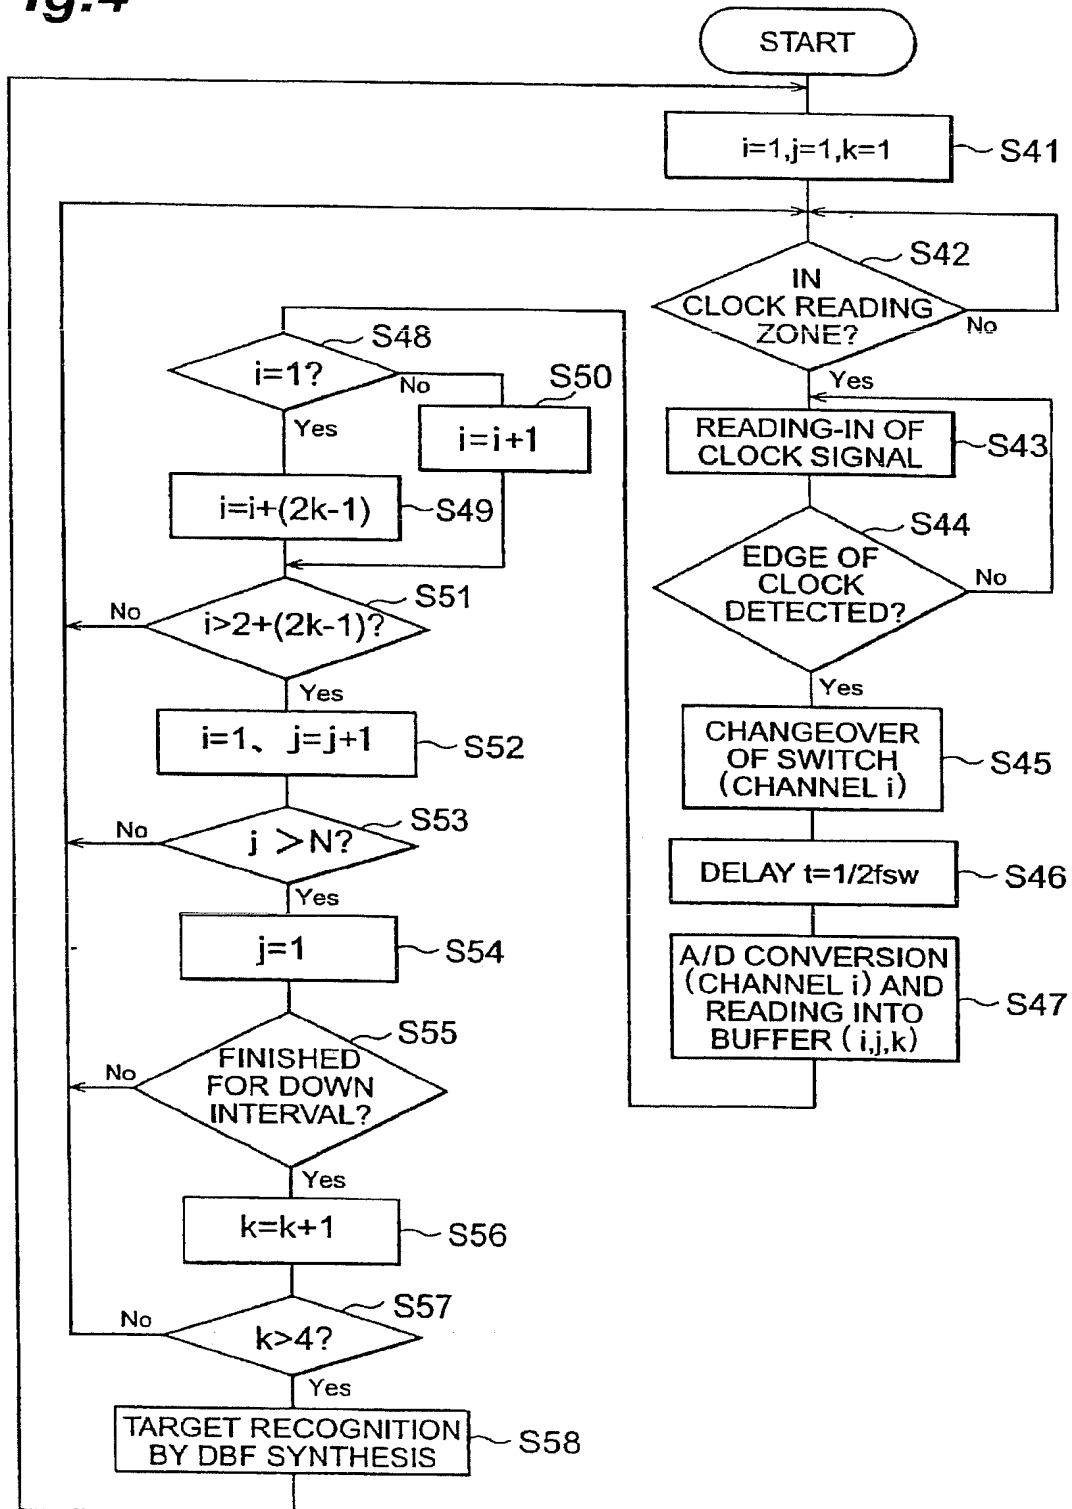 START
i=1,j=1,k=1
S41
S42
IN
CLOCK READING
ZONE?
No
Yes
READING-IN OF
CLOCK SIGNAL
S43
S44
EDGE OF
CLOCK
DETECTED?
No
Yes
CHANGEOVER
OF SWITCH
(CHANNEL i)
S45
DELAY t=1/2fsw
S46
A/D CONVERSION
(CHANNEL i) AND
READING INTO
BUFFER ( i,j,k)
S47
S48
i=1?
No
Yes
S50
i=i+1
i=i+(2k-1)
S49
S51
i>2+(2k-1)?
No
Yes
i=1、 j=j+1
S52
S53
j >N?
No
Yes
j=1
S54
S55
FINISHED
FOR DOWN
INTERVAL?
No
Yes
k=k+1
S56
S57
k>4?
No
Yes
TARGET RECOGNITION
BY DBF SYNTHESIS
S58